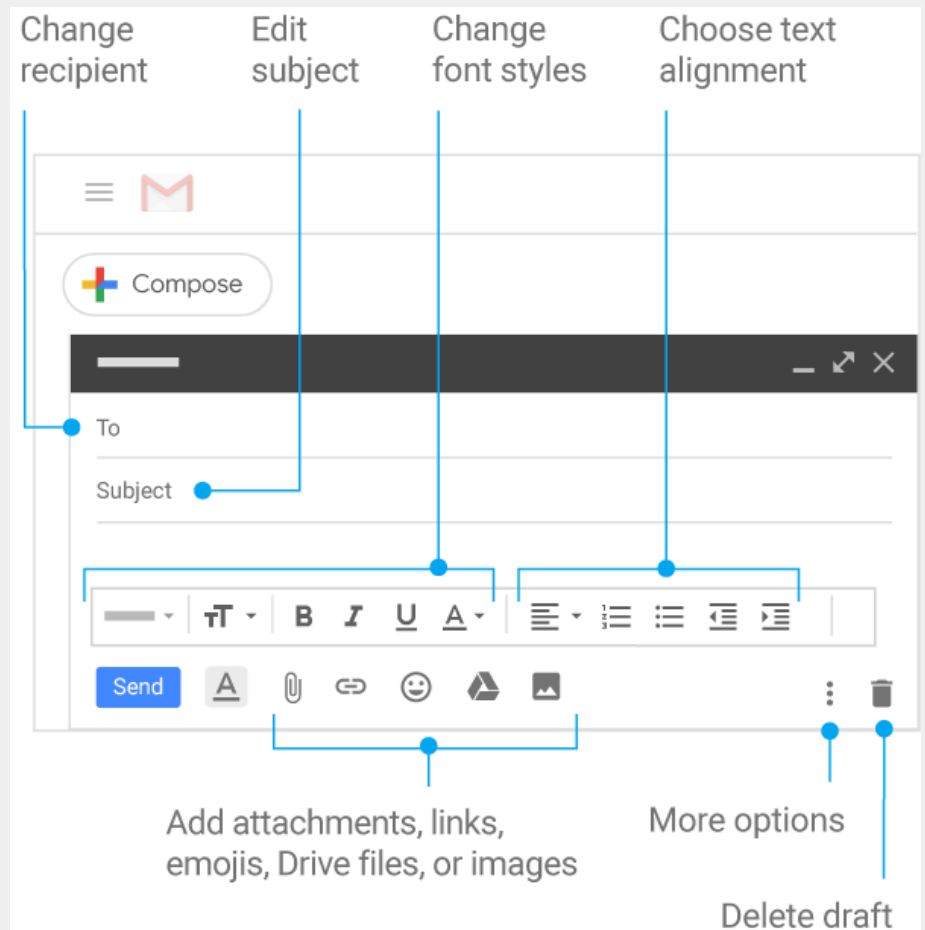 Change
recipient
Edit
subject
Change
font styles
Choose text
alignment
Compose
To
Subject
B I U A
Send A
Add attachments, links,
emojis, Drive files, or images
More options
Delete draft